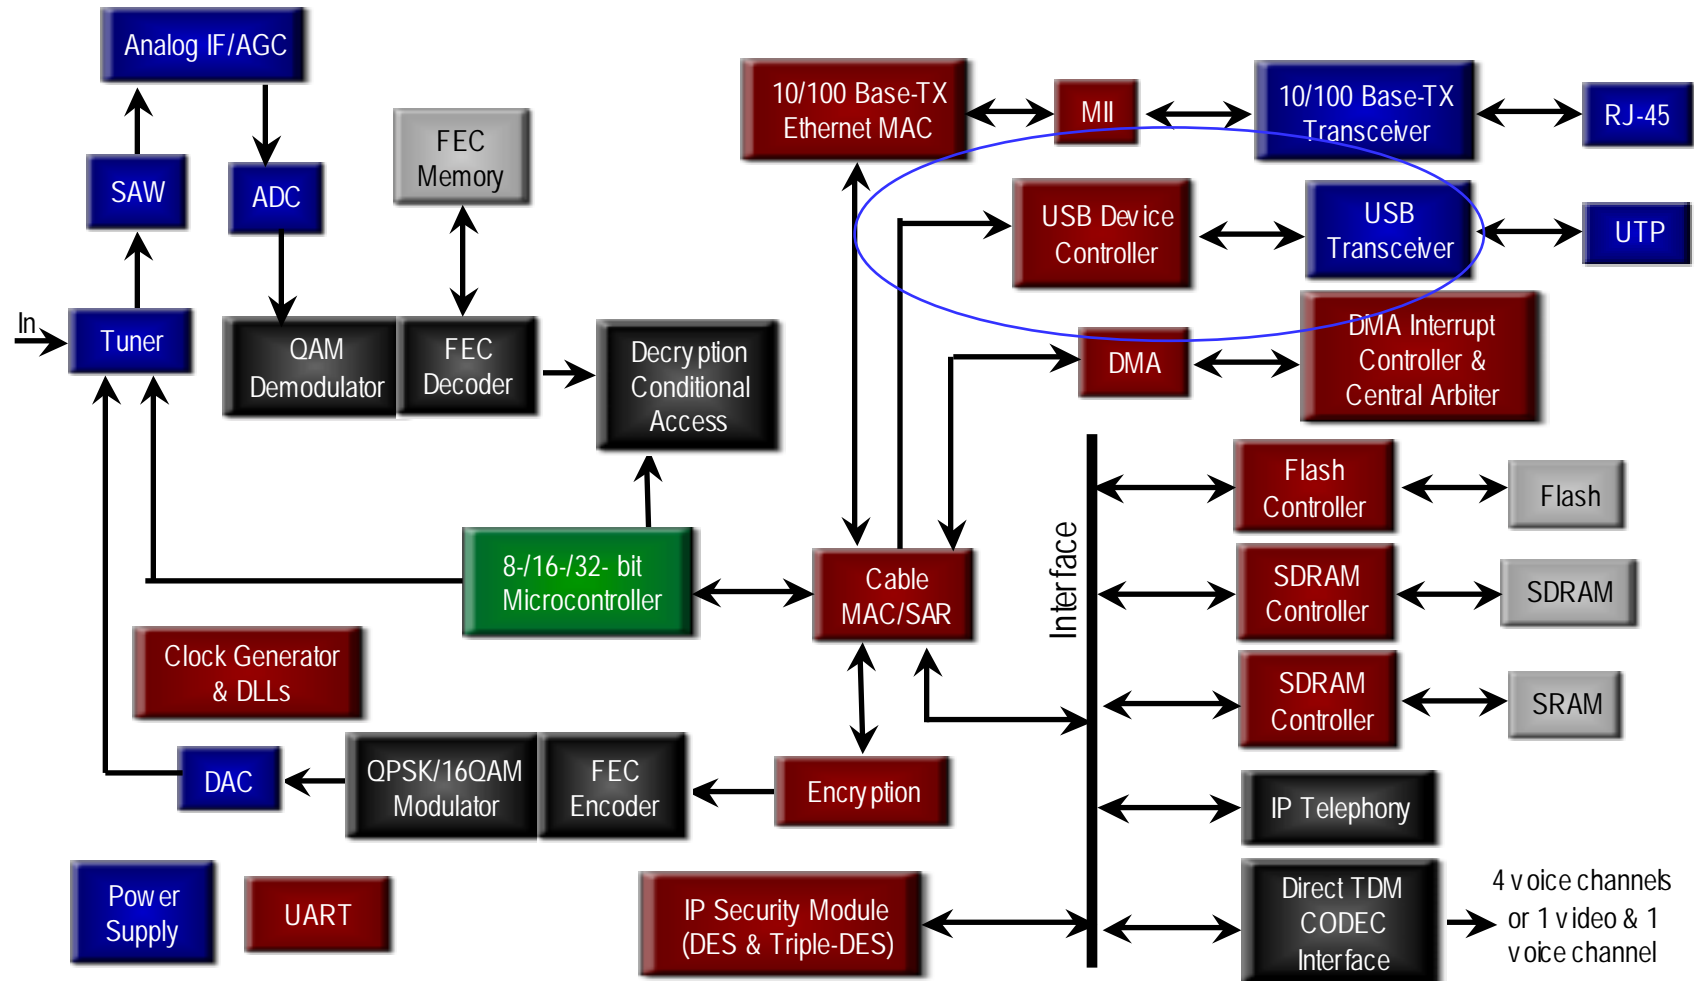 Analog IF/AGC
SAW
ADC
FEC
Memory
In
Tuner
QAM
Demodulator
FEC
Decoder
Decryption
Conditional
Access
10/100 Base-TX
Ethernet MAC
MII
10/100 Base-TX
Transceiver
RJ-45
USB Device
Controller
USB
Transceiver
UTP
DMA
DMA Interrupt
Controller &
Central Arbiter
8-/16-/32- bit
Microcontroller
Cable
MAC/SAR
Interface
Flash
Controller
Flash
SDRAM
Controller
SDRAM
SDRAM
Controller
SRAM
Clock Generator
& DLLs
DAC
QPSK/16QAM
Modulator
FEC
Encoder
Encryption
IP Telephony
Power
Supply
UART
IP Security Module
(DES & Triple-DES)
Direct TDM
CODEC
Interface
4 voice channels
or 1 video & 1
voice channel